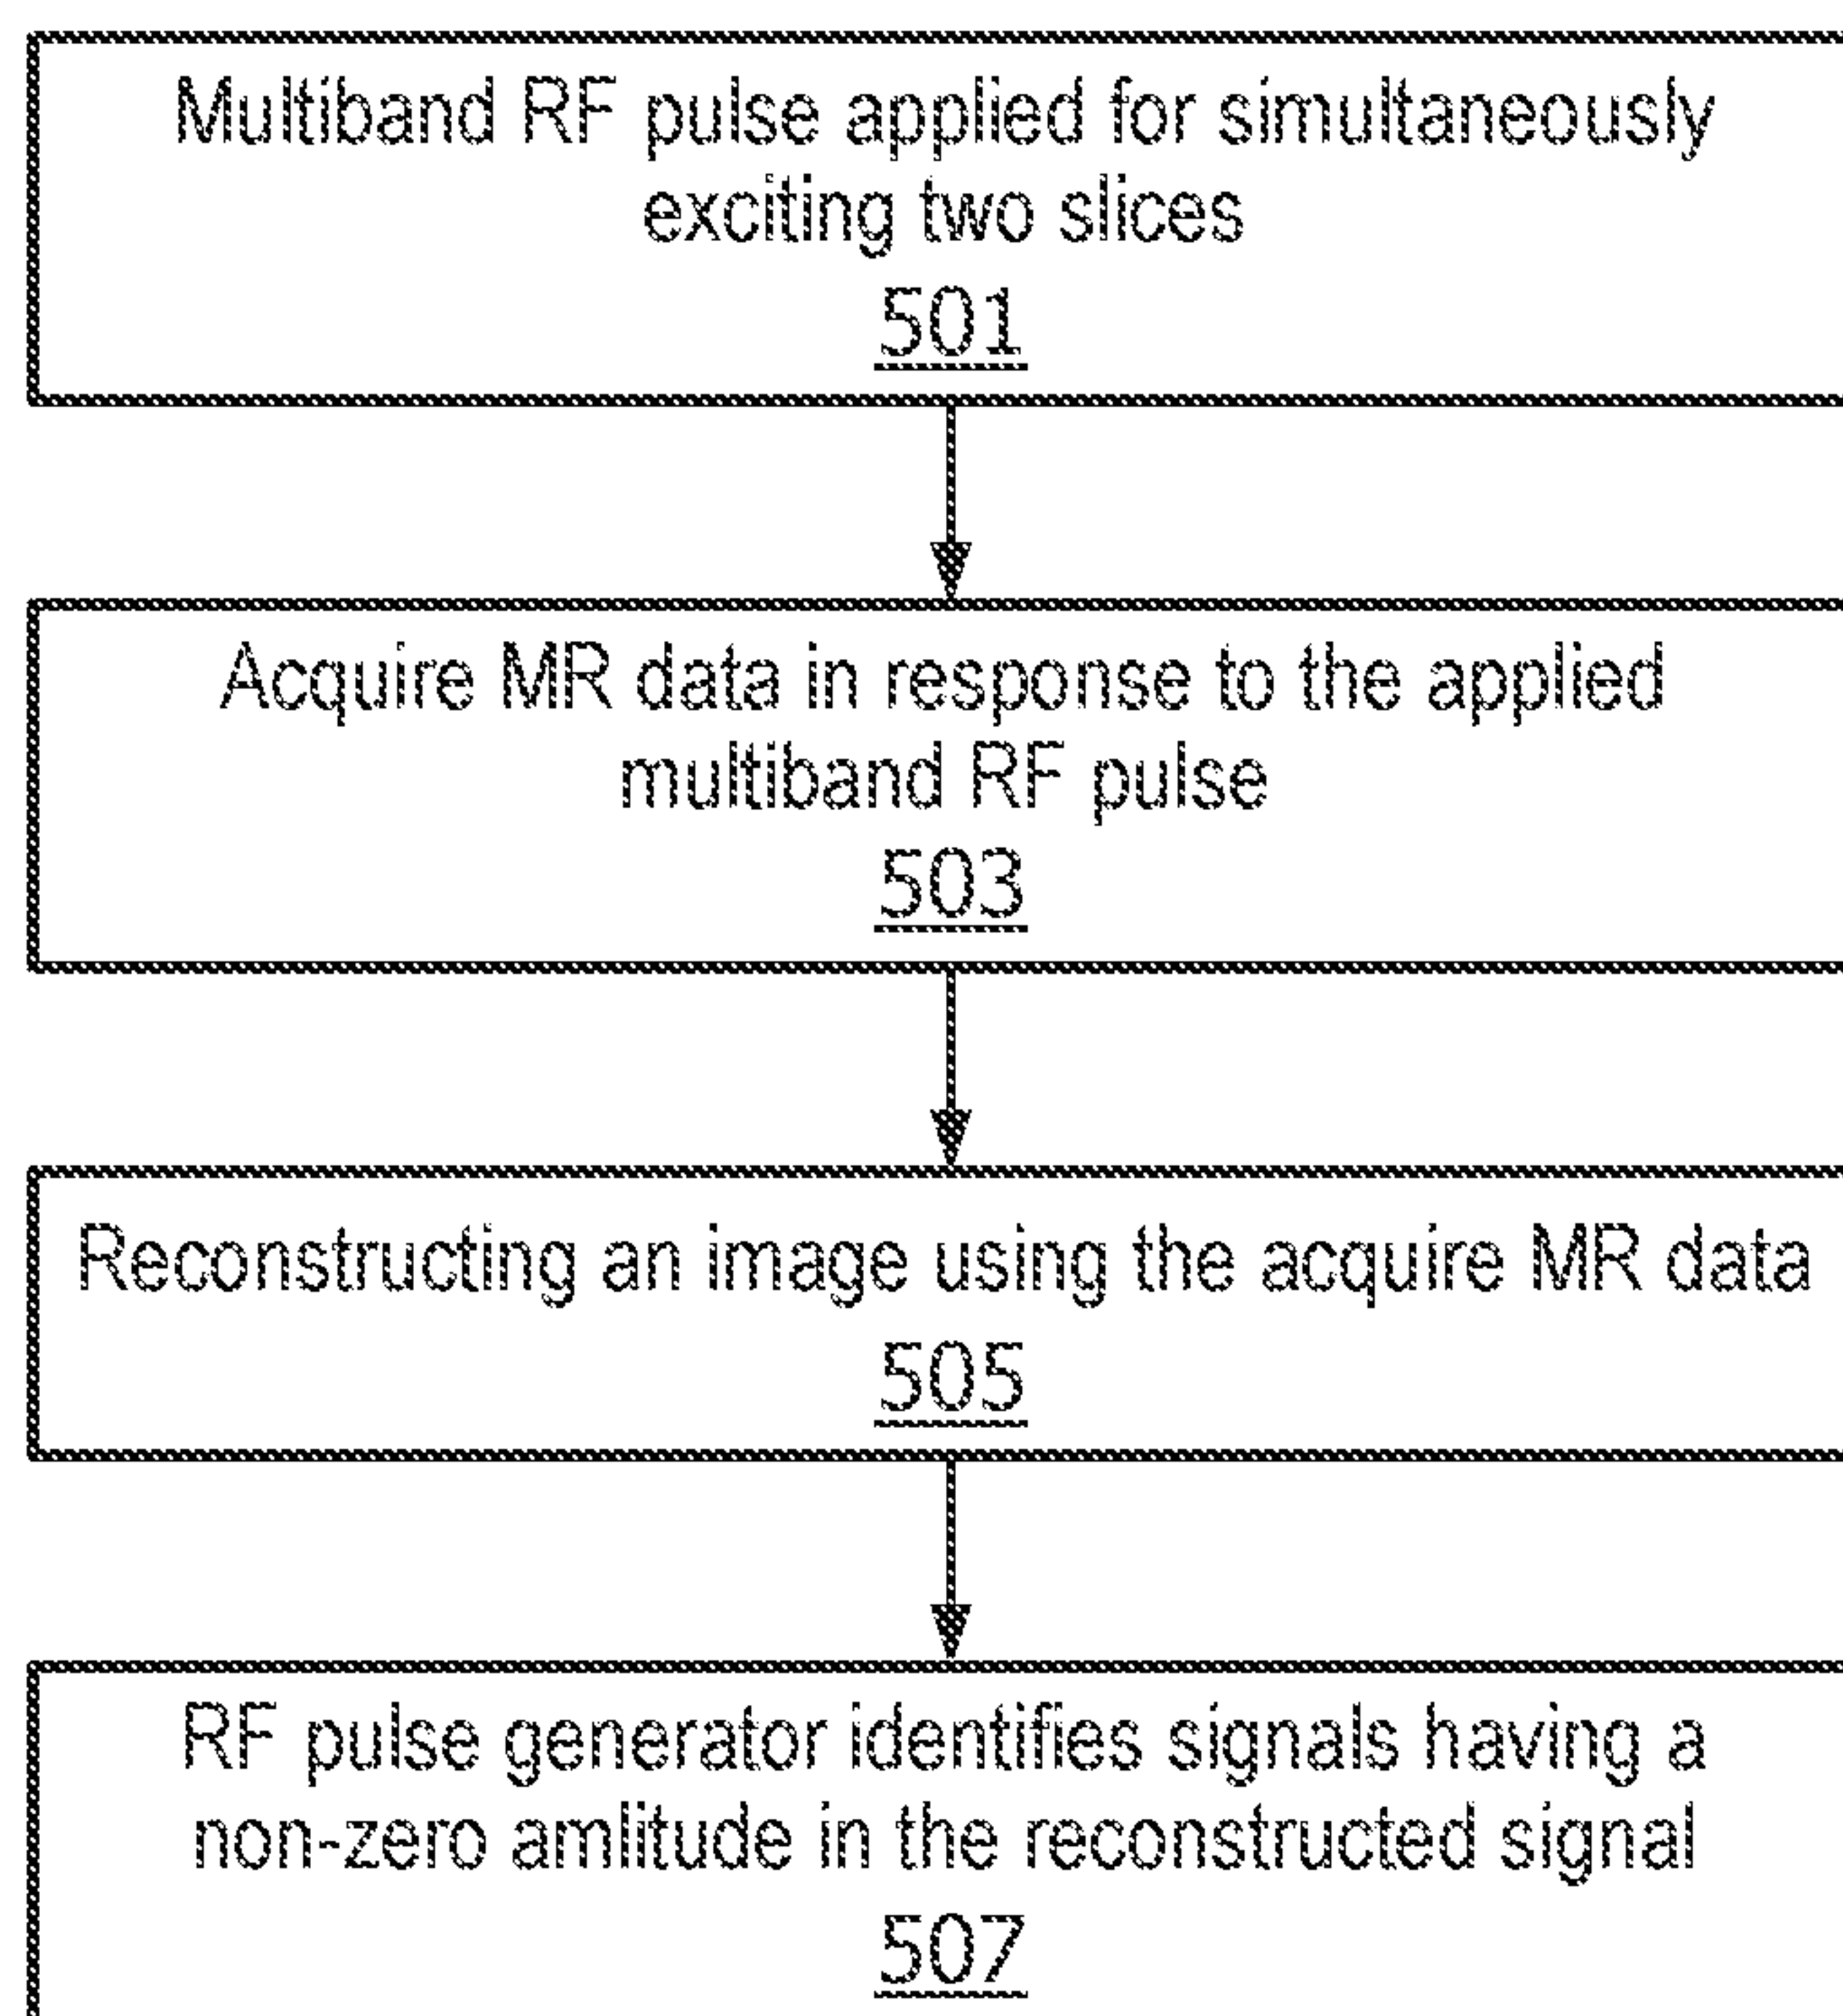 Multiband RF pulse applied for simultaneously
exciting two slices
501
Acquire MR data in response to the applied
multiband RF pulse
503
Reconstructing an image using the acquire MR data
505
RF pulse generator identifies signals having a
non-zero amlitude in the reconstructed signal
507